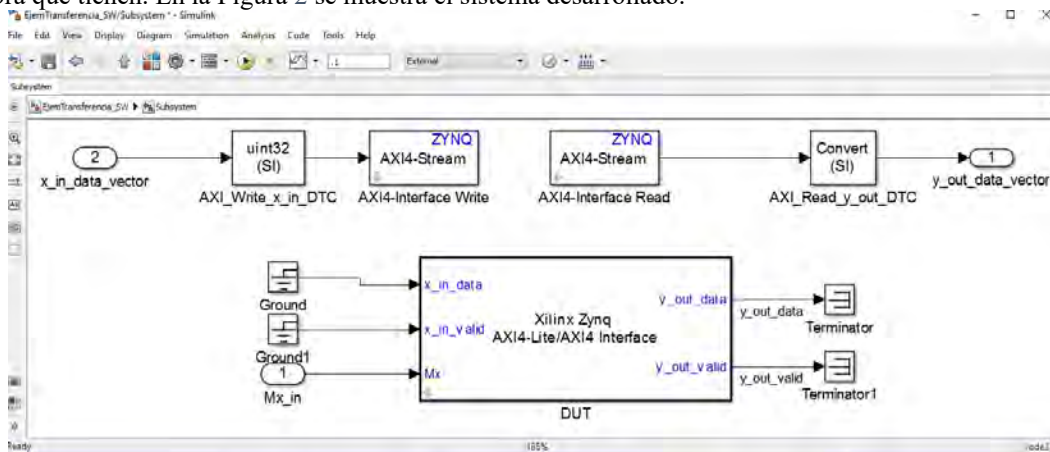 que tienen. En la Figura 2 se muestra el sistema desarrollado.
EjemTransferencia_SW/Subsystem * - Simulink
File Edit View Display Diagram Simulation Analysis Code Tools Help
.1 External
Subsystem
EjemTransferencia_SW Subsystem
2
x_in_data_vector
uint32
(SI)
AXI_Write_x_in_DTC
ZYNQ
AXI4-Stream
AXI4-Interface Write
ZYNQ
AXI4-Stream
AXI4-Interface Read
Convert
(SI)
AXI_Read_y_out_DTC
1
y_out_data_vector
Ground
Ground1
1
Mx_in
x_in_data
x_in_valid
Mx
Xilinx Zynq
AXI4-Lite/AXI4 Interface
y_out_data
y_out_valid
DUT
y_out_data
Terminator
y_out_valid
Terminator1
Ready